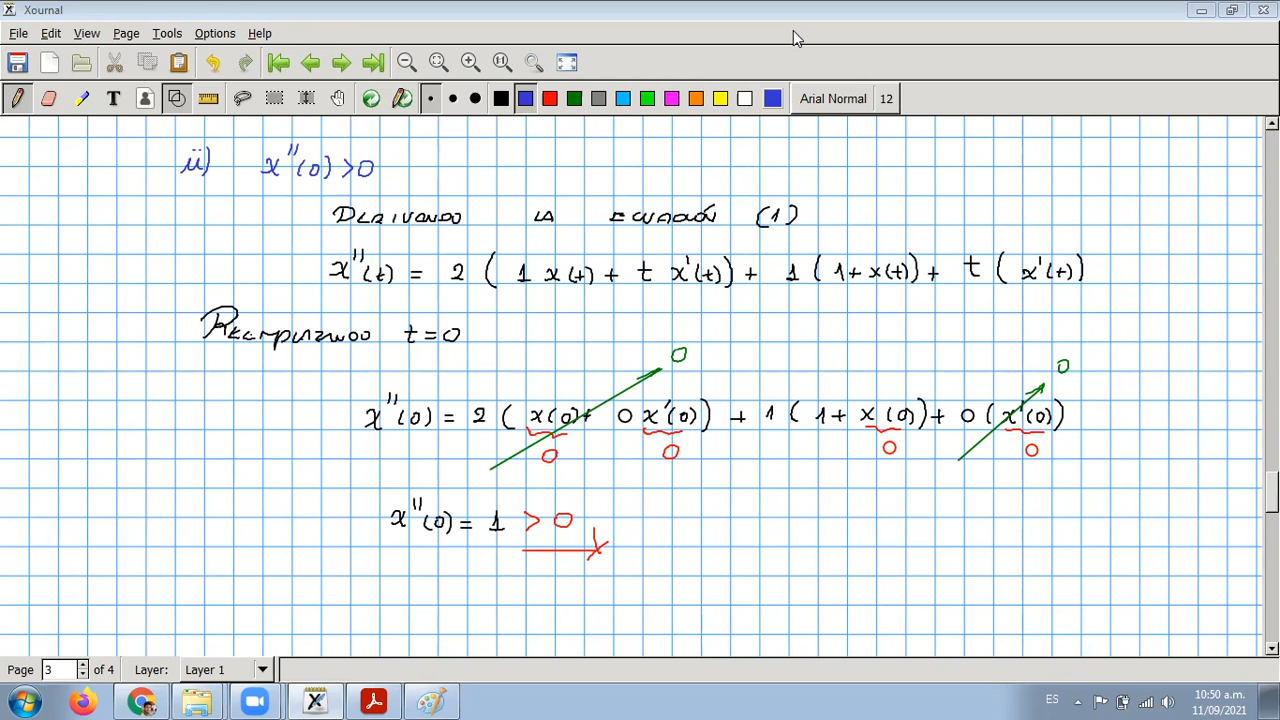 Xournal
File Edit View Page Tools Options Help
Arial Normal 12
ii) x''(0) >0
Derivando la ecuación (1)
x''(t) = 2 ( 1 x(t) + t x'(t)) + 1 ( 1+ x(t)) + t ( x'(t))
Reemplazando t=0
0 0
x''(0) = 2 ( x(0)+ 0 x'(0)) + 1 ( 1+ x (0)) + 0 ( x'(0))
0 0 0 0
x''(0) = 1 > 0
Page 3 of 4 Layer: Layer 1
ES 10:50 a.m.
11/09/2021